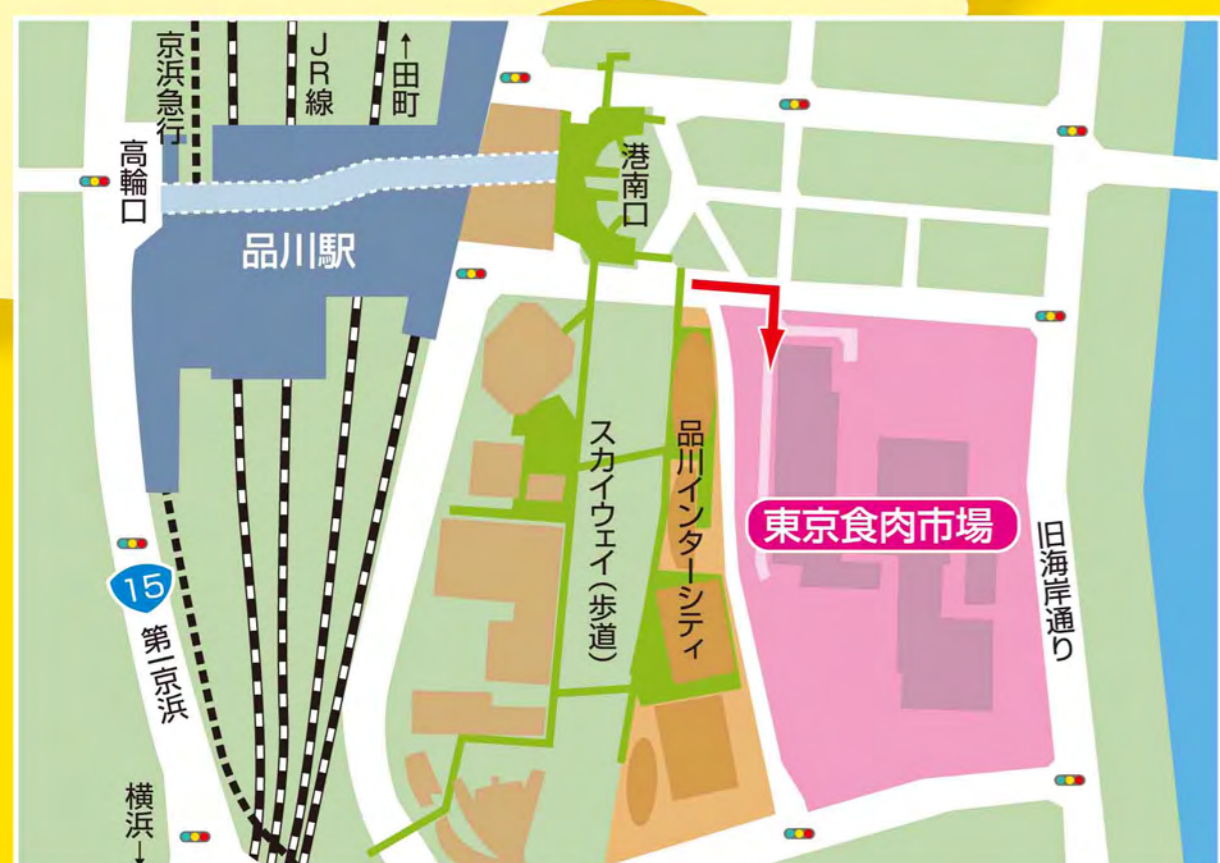 京浜急行
JR線
↑田町
高輪口
港南口
品川駅
スカイウェイ(歩道)
品川インターシティ
東京食肉市場
旧海岸通り
15
第一京浜
横浜↓